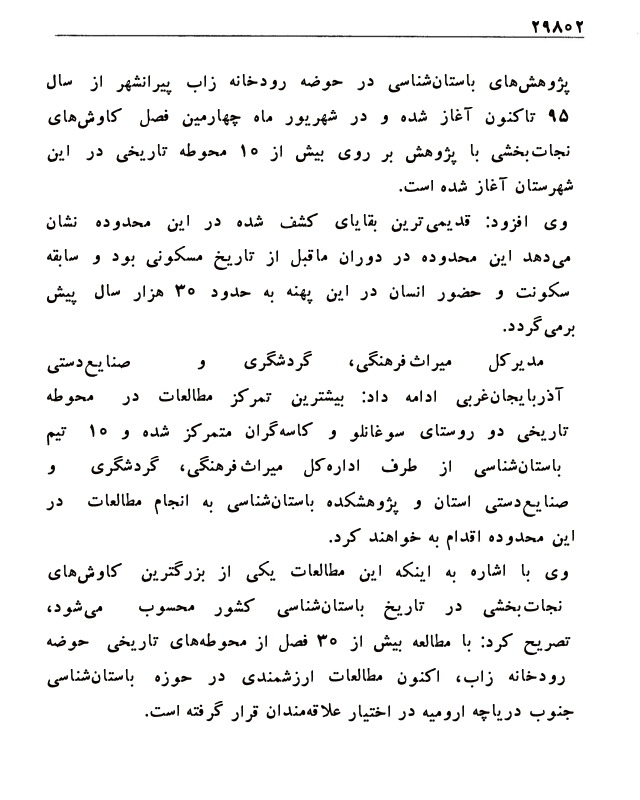 ۲۹۸۰۲
پژوهش‌های باستان‌شناسی در حوضه رودخانه زاب پیرانشهر از سال
۹۵ تاکنون آغاز شده و در شهریور ماه چهارمین فصل کاوش‌های
نجات‌بخشی با پژوهش بر روی بیش از ۱۰ محوطه تاریخی در این
شهرستان آغاز شده است.
وی افزود: قدیمی‌ترین بقایای کشف شده در این محدوده نشان
می‌دهد این محدوده در دوران ماقبل از تاریخ مسکونی بود و سابقه
سکونت و حضور انسان در این پهنه به حدود ۳۰ هزار سال پیش
برمی‌گردد.
مدیرکل میراث‌فرهنگی، گردشگری و صنایع‌دستی
آذربایجان‌غربی ادامه داد: بیشترین تمرکز مطالعات در محوطه
تاریخی دو روستای سوغانلو و کاسه‌گران متمرکز شده و ۱۰ تیم
باستان‌شناسی از طرف اداره‌کل میراث‌فرهنگی، گردشگری و
صنایع‌دستی استان و پژوهشکده باستان‌شناسی به انجام مطالعات در
این محدوده اقدام به خواهند کرد.
وی با اشاره به اینکه این مطالعات یکی از بزرگترین کاوش‌های
نجات‌بخشی در تاریخ باستان‌شناسی کشور محسوب می‌شود،
تصریح کرد: با مطالعه بیش از ۳۰ فصل از محوطه‌های تاریخی حوضه
رودخانه زاب، اکنون مطالعات ارزشمندی در حوزه باستان‌شناسی
جنوب دریاچه ارومیه در اختیار علاقه‌مندان قرار گرفته است.